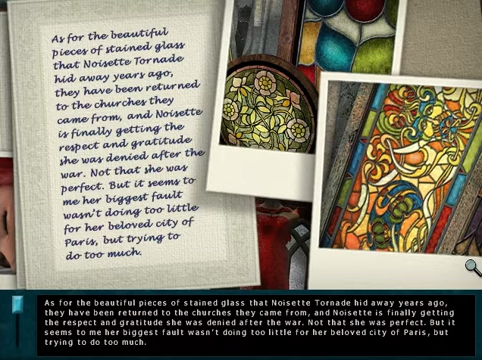 As for the beautiful
pieces of stained glass
that Noisette Tornade
hid away years ago,
they have been returned
to the churches they
came from, and Noisette
is finally getting the
respect and gratitude
she was denied after the
war. Not that she was
perfect. But it seems to
me her biggest fault
wasn't doing too little
for her beloved city of
Paris, but trying to
do too much.
As for the beautiful pieces of stained glass that Noisette Tornade hid away years ago,
they have been returned to the churches they came from, and Noisette is finally getting
the respect and gratitude she was denied after the war. Not that she was perfect. But it
seems to me her biggest fault wasn't doing too little for her beloved city of Paris, but
trying to do too much.